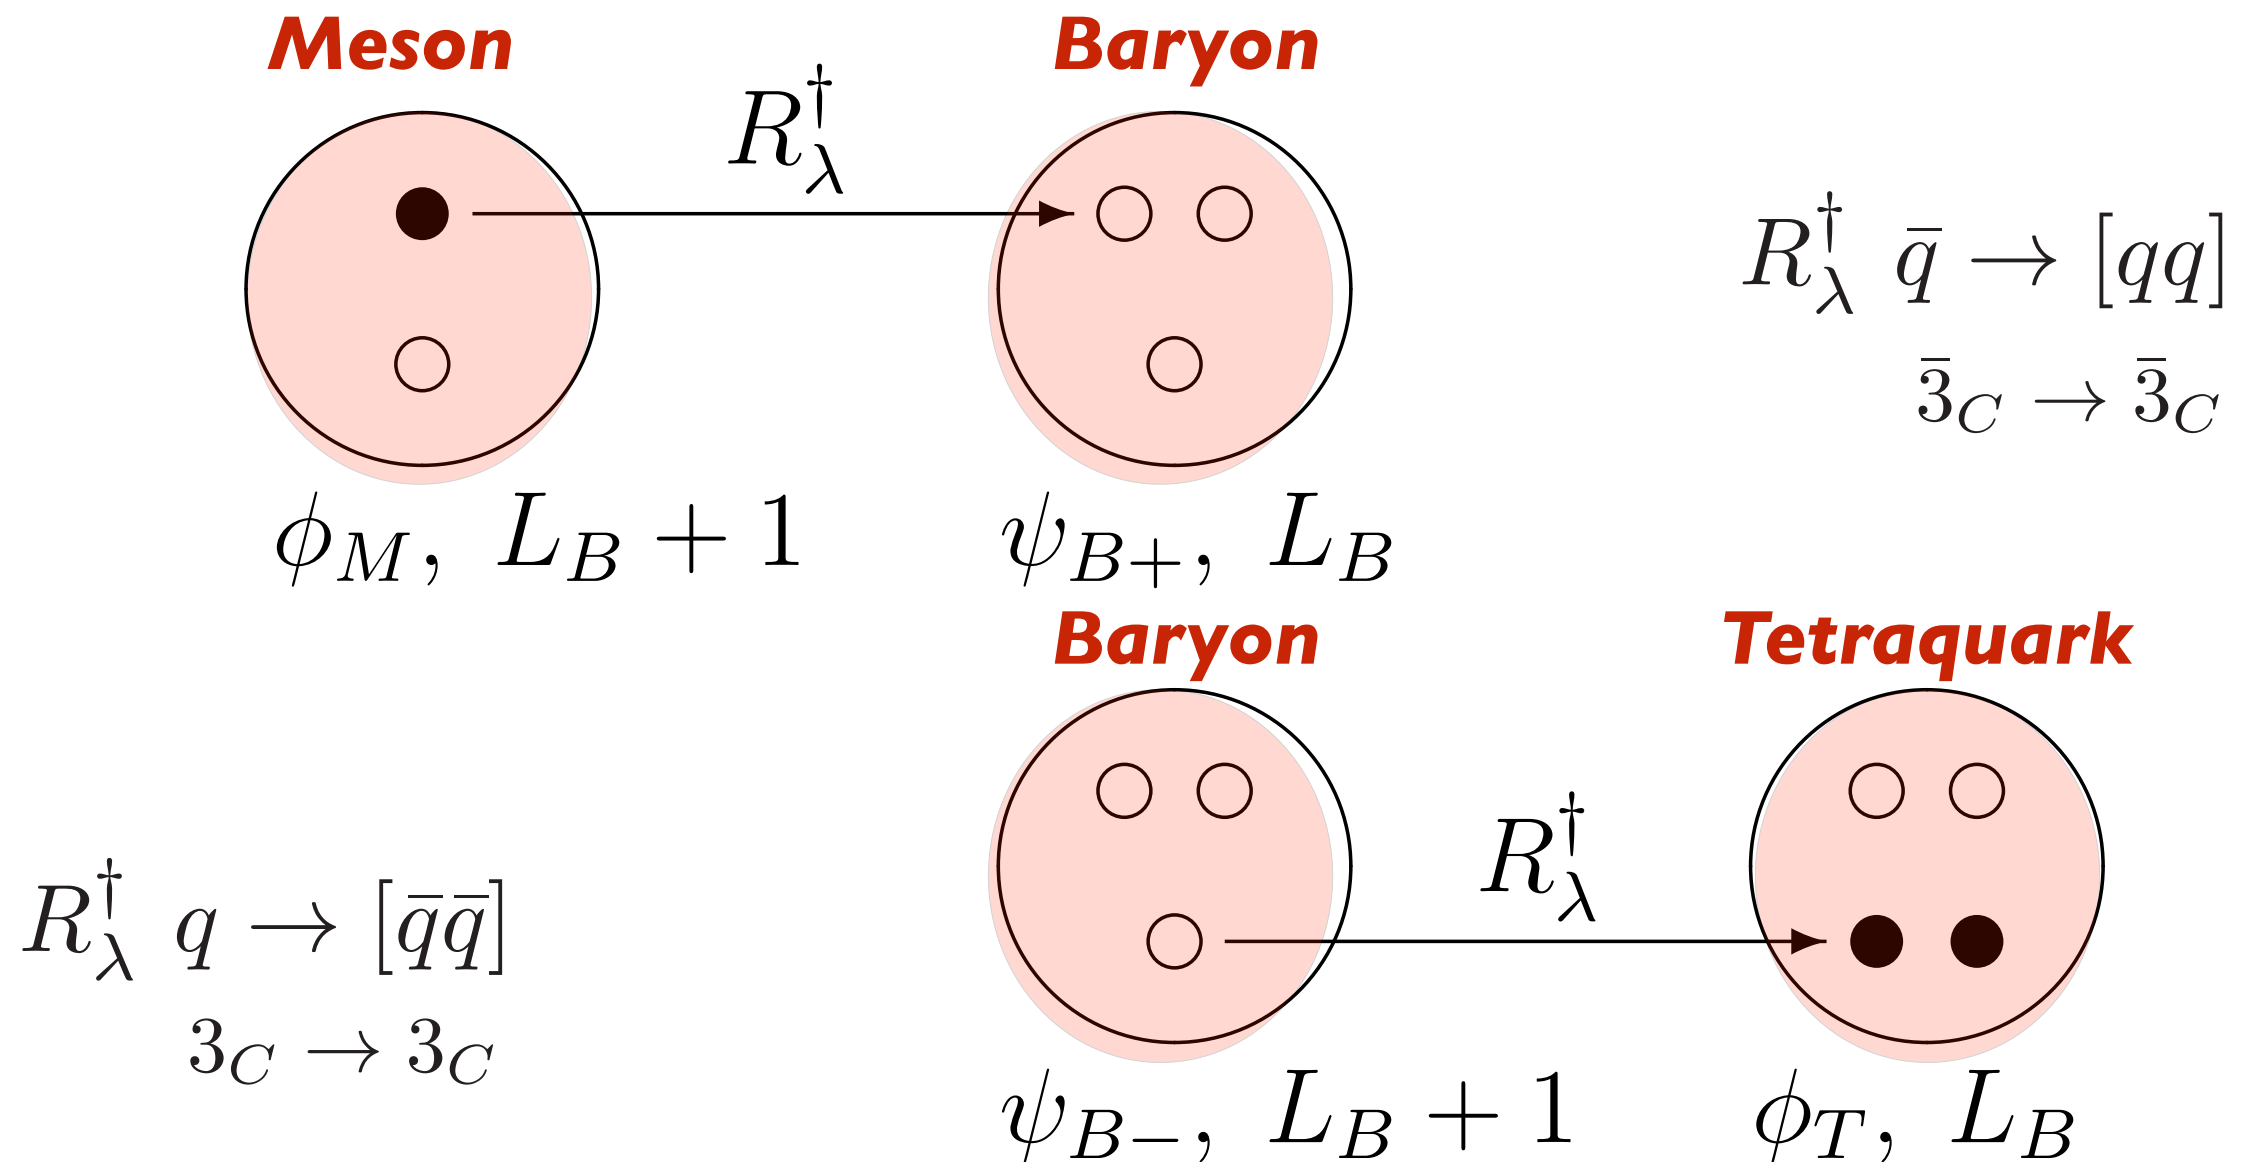 Meson Baryon
R†λ
R†λ q̄ → [qq]
3̄C → 3̄C
ϕM, LB + 1 ψB+, LB
Baryon Tetraquark
R†λ
R†λ q → [q̄q̄]
3C → 3C
ψB−, LB + 1 ϕT, LB